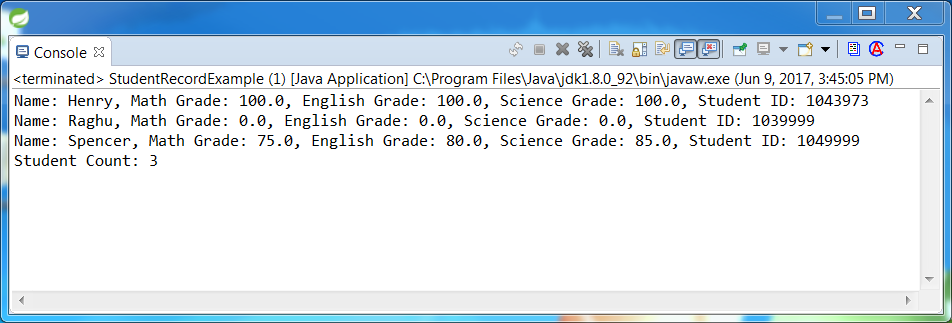 Console
<terminated> StudentRecordExample (1) [Java Application] C:\Program Files\Java\jdk1.8.0_92\bin\javaw.exe (Jun 9, 2017, 3:45:05 PM)
Name: Henry, Math Grade: 100.0, English Grade: 100.0, Science Grade: 100.0, Student ID: 1043973
Name: Raghu, Math Grade: 0.0, English Grade: 0.0, Science Grade: 0.0, Student ID: 1039999
Name: Spencer, Math Grade: 75.0, English Grade: 80.0, Science Grade: 85.0, Student ID: 1049999
Student Count: 3